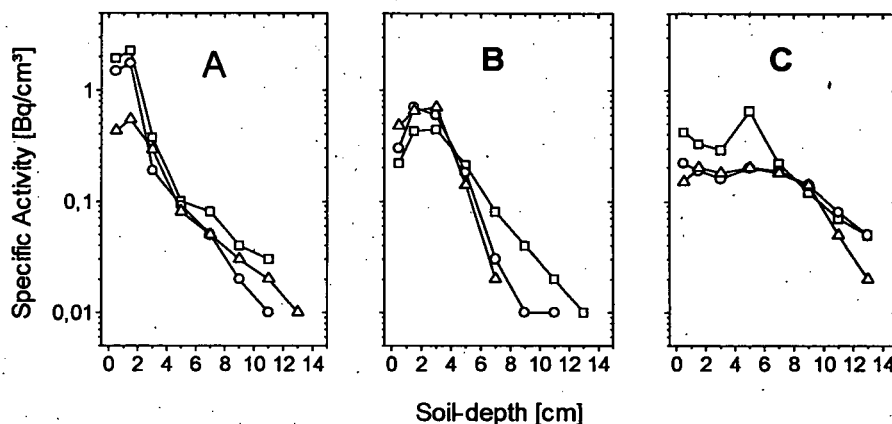 A
B
C
Specific Activity [Bq/cm³]
1
0,1
0,01
0 2 4 6 8 10 12 14
0 2 4 6 8 10 12 14
0 2 4 6 8 10 12 14
Soil-depth [cm]